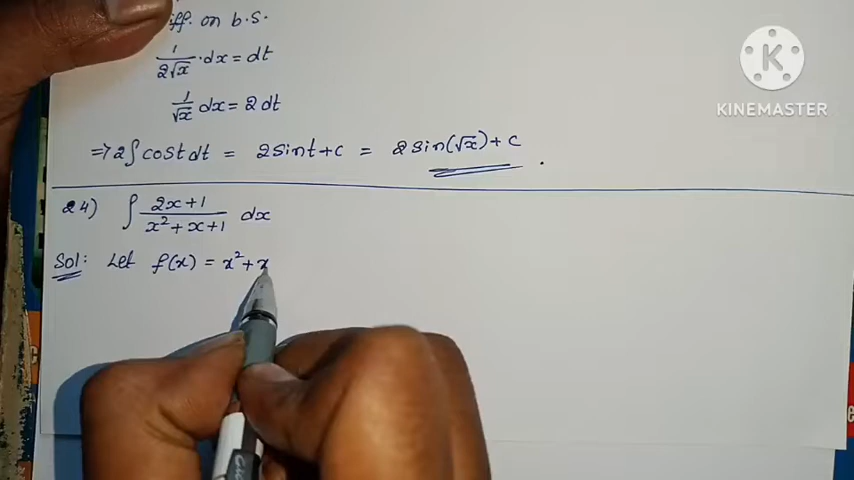 diff. on b.s.
1/(2√x) · dx = dt
1/√x dx = 2 dt
⇒ 2∫cost dt = 2sint+c = 2sin(√x)+c
24) ∫ (2x+1)/(x²+x+1) dx
Sol: Let f(x) = x²+x
KINEMASTER